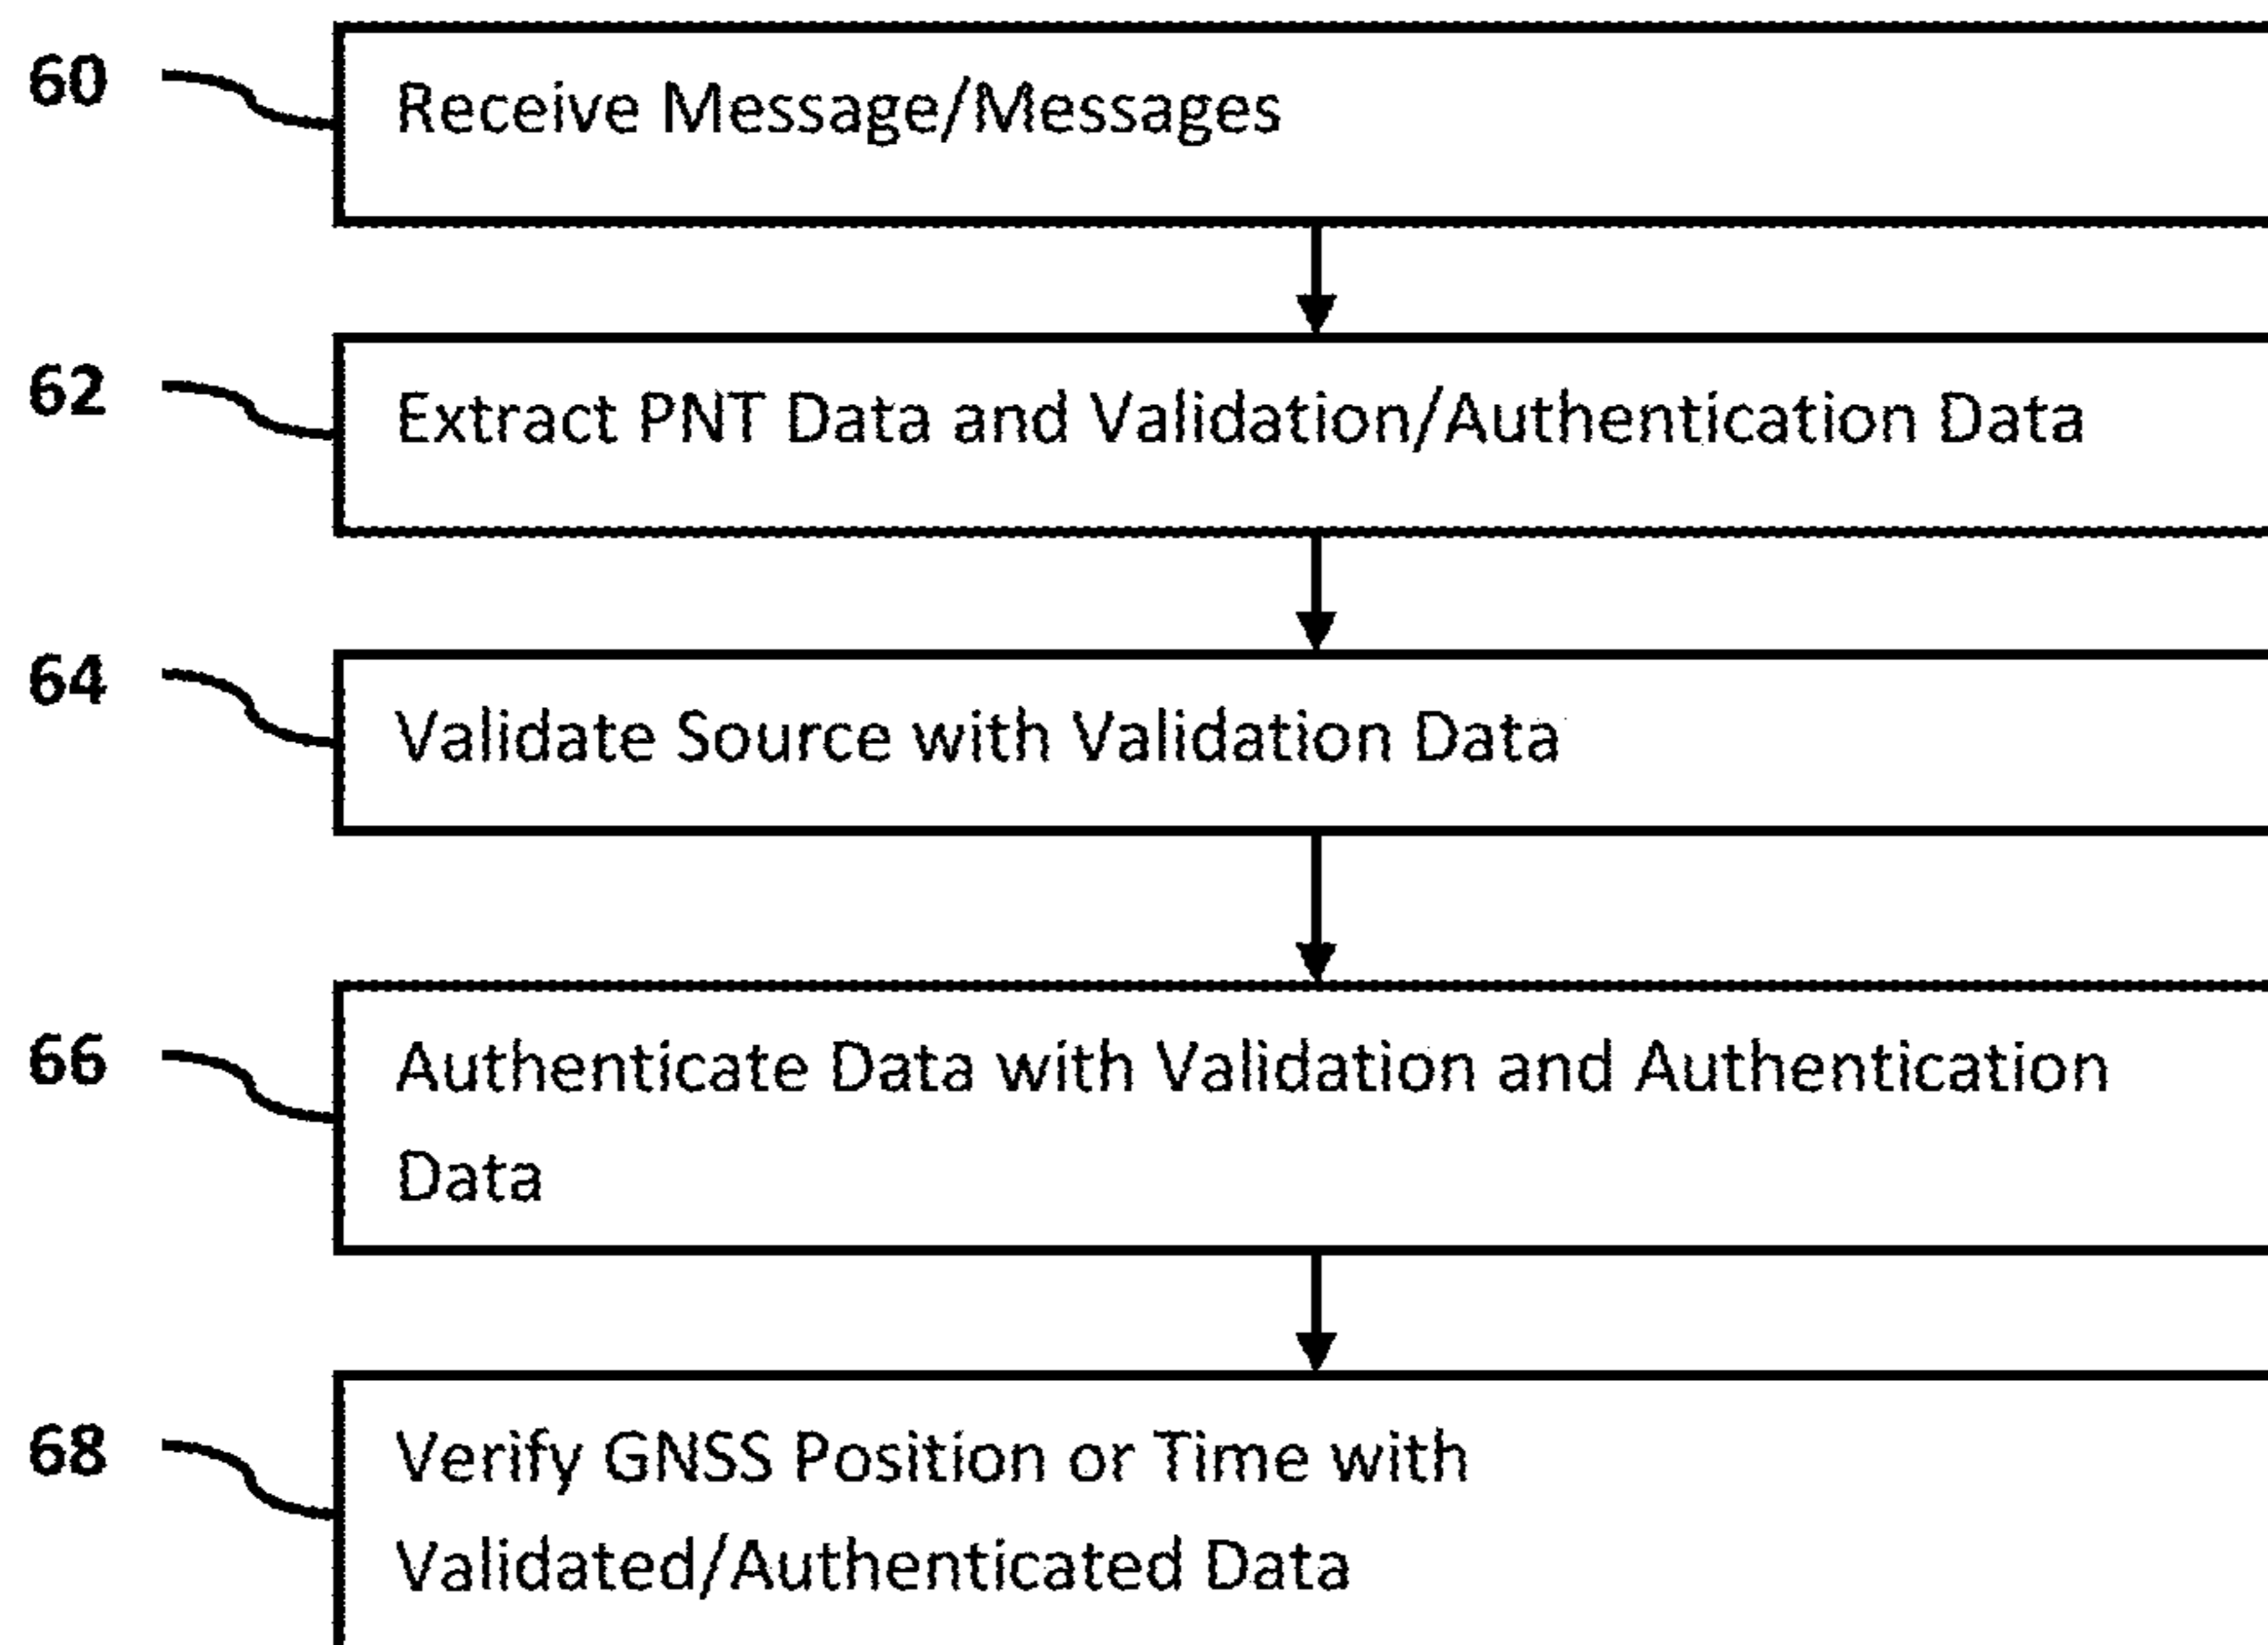 60
Receive Message/Messages
62
Extract PNT Data and Validation/Authentication Data
64
Validate Source with Validation Data
66
Authenticate Data with Validation and Authentication
Data
68
Verify GNSS Position or Time with
Validated/Authenticated Data